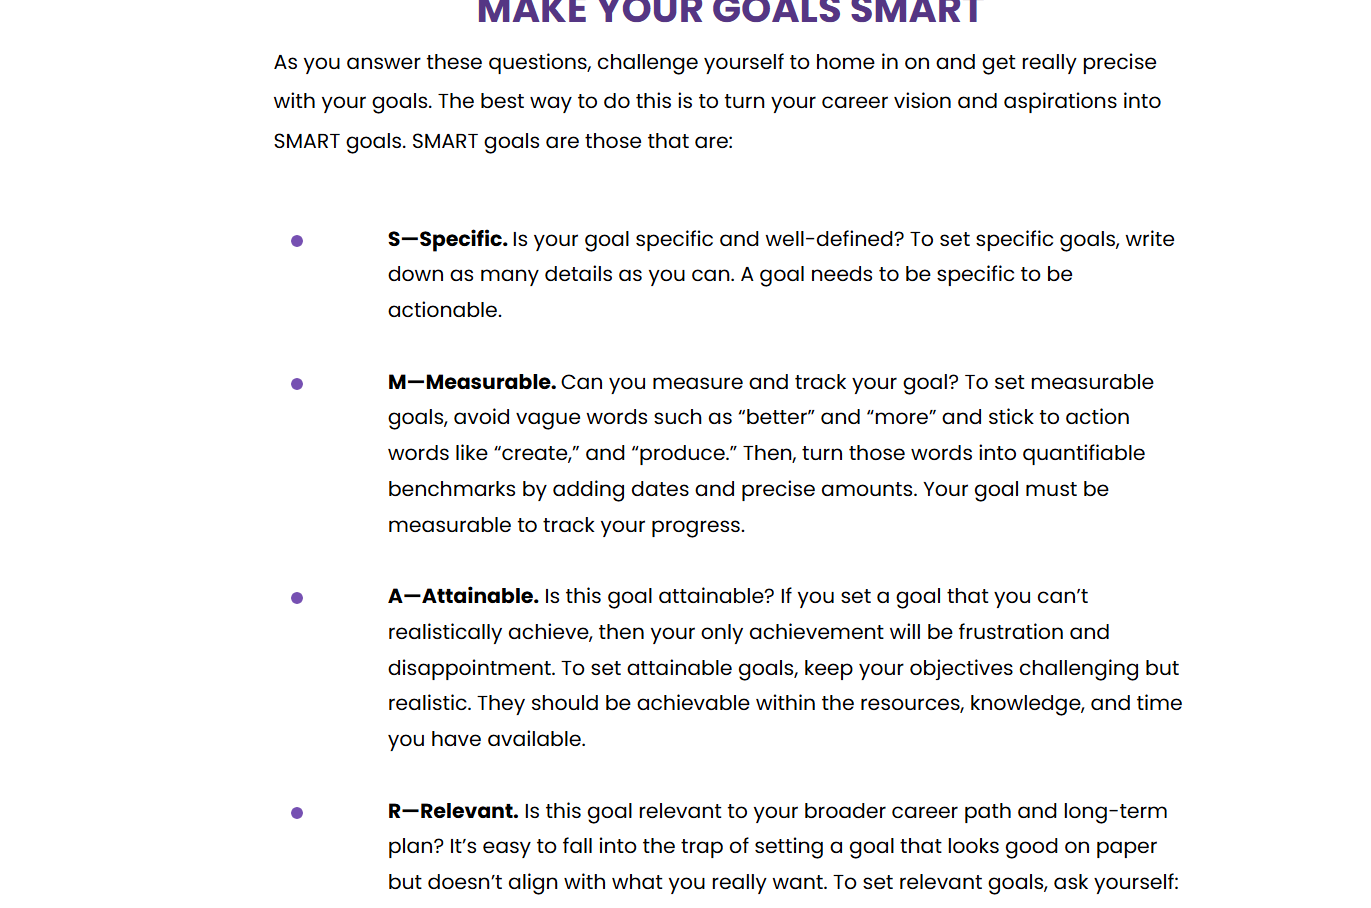 MAKE YOUR GOALS SMART
As you answer these questions, challenge yourself to home in on and get really precise
with your goals. The best way to do this is to turn your career vision and aspirations into
SMART goals. SMART goals are those that are:
S—Specific. Is your goal specific and well-defined? To set specific goals, write
down as many details as you can. A goal needs to be specific to be
actionable.
M—Measurable. Can you measure and track your goal? To set measurable
goals, avoid vague words such as “better” and “more” and stick to action
words like “create,” and “produce.” Then, turn those words into quantifiable
benchmarks by adding dates and precise amounts. Your goal must be
measurable to track your progress.
A—Attainable. Is this goal attainable? If you set a goal that you can’t
realistically achieve, then your only achievement will be frustration and
disappointment. To set attainable goals, keep your objectives challenging but
realistic. They should be achievable within the resources, knowledge, and time
you have available.
R—Relevant. Is this goal relevant to your broader career path and long-term
plan? It’s easy to fall into the trap of setting a goal that looks good on paper
but doesn’t align with what you really want. To set relevant goals, ask yourself: